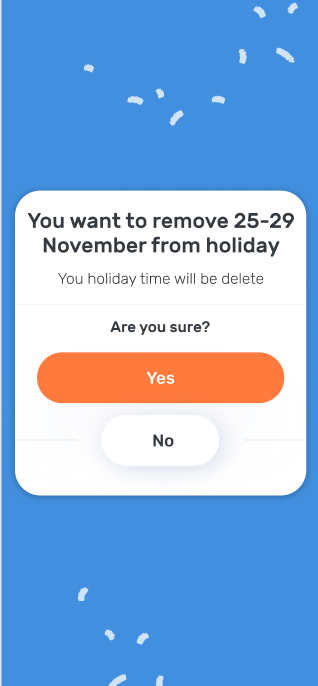 You want to remove 25-29
November from holiday
You holiday time will be delete
Are you sure?
Yes
No